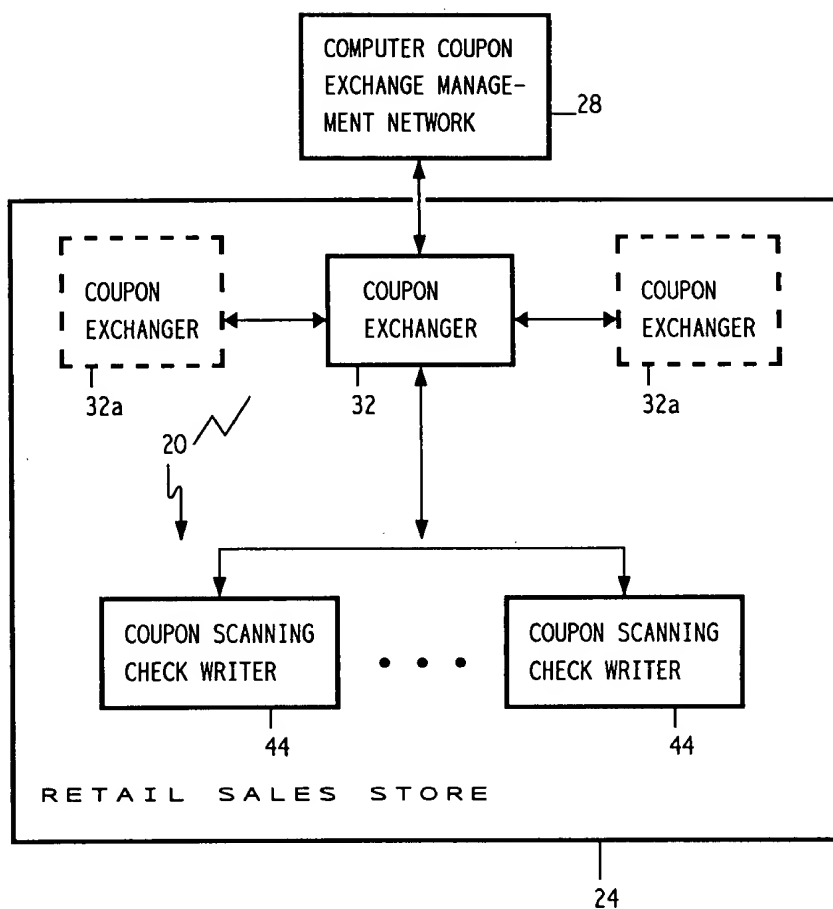 COMPUTER COUPON
EXCHANGE MANAGE-
MENT NETWORK
28
COUPON
EXCHANGER
32a
COUPON
EXCHANGER
32
COUPON
EXCHANGER
32a
20
COUPON SCANNING
CHECK WRITER
44
COUPON SCANNING
CHECK WRITER
44
RETAIL SALES STORE
24